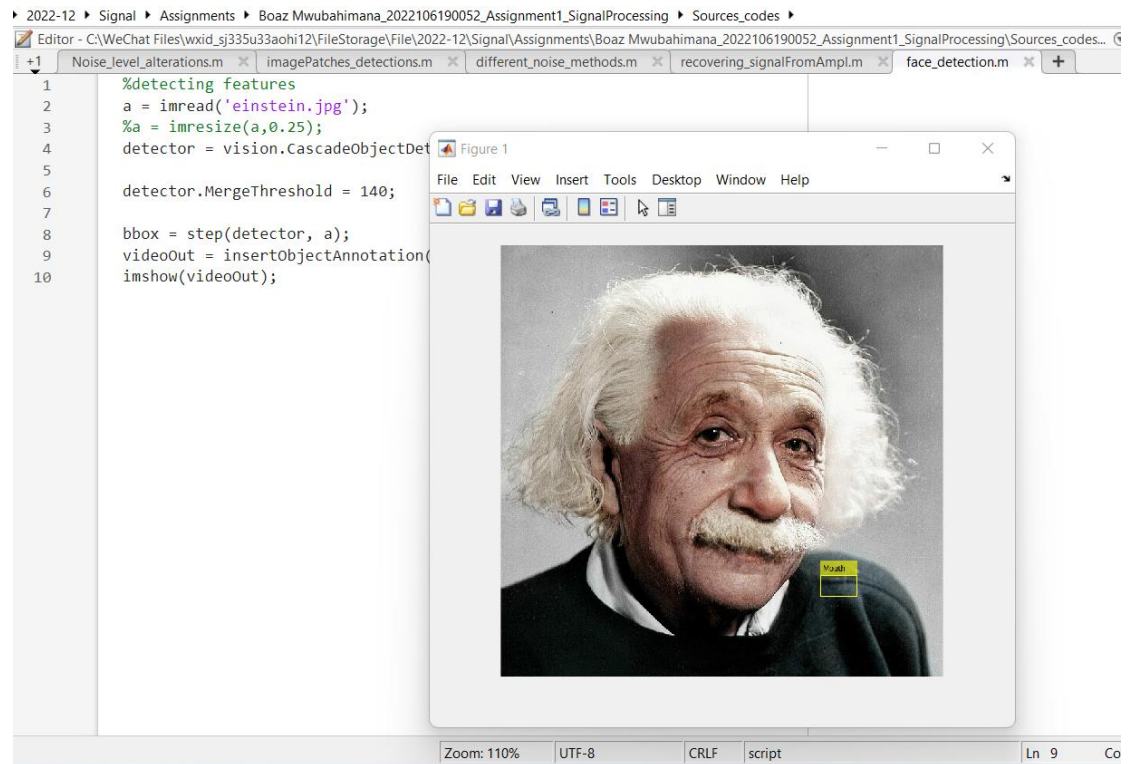 2022-12 Signal Assignments Boaz Mwubahimana_2022106190052_Assignment1_SignalProcessing Sources_codes
Editor - C:\WeChat Files\wxid_sj335u33aohi12\FileStorage\File\2022-12\Signal\Assignments\Boaz Mwubahimana_2022106190052_Assignment1_SignalProcessing\Sources_codes...
+1 Noise_level_alterations.m imagePatches_detections.m different_noise_methods.m recovering_signalFromAmpl.m face_detection.m +
1 %detecting features
2 a = imread('einstein.jpg');
3 %a = imresize(a,0.25);
4 detector = vision.CascadeObjectDet
5
6 detector.MergeThreshold = 140;
7
8 bbox = step(detector, a);
9 videoOut = insertObjectAnnotation(
10 imshow(videoOut);
Figure 1
File Edit View Insert Tools Desktop Window Help
Mouth
Zoom: 110% UTF-8 CRLF script Ln 9 Co